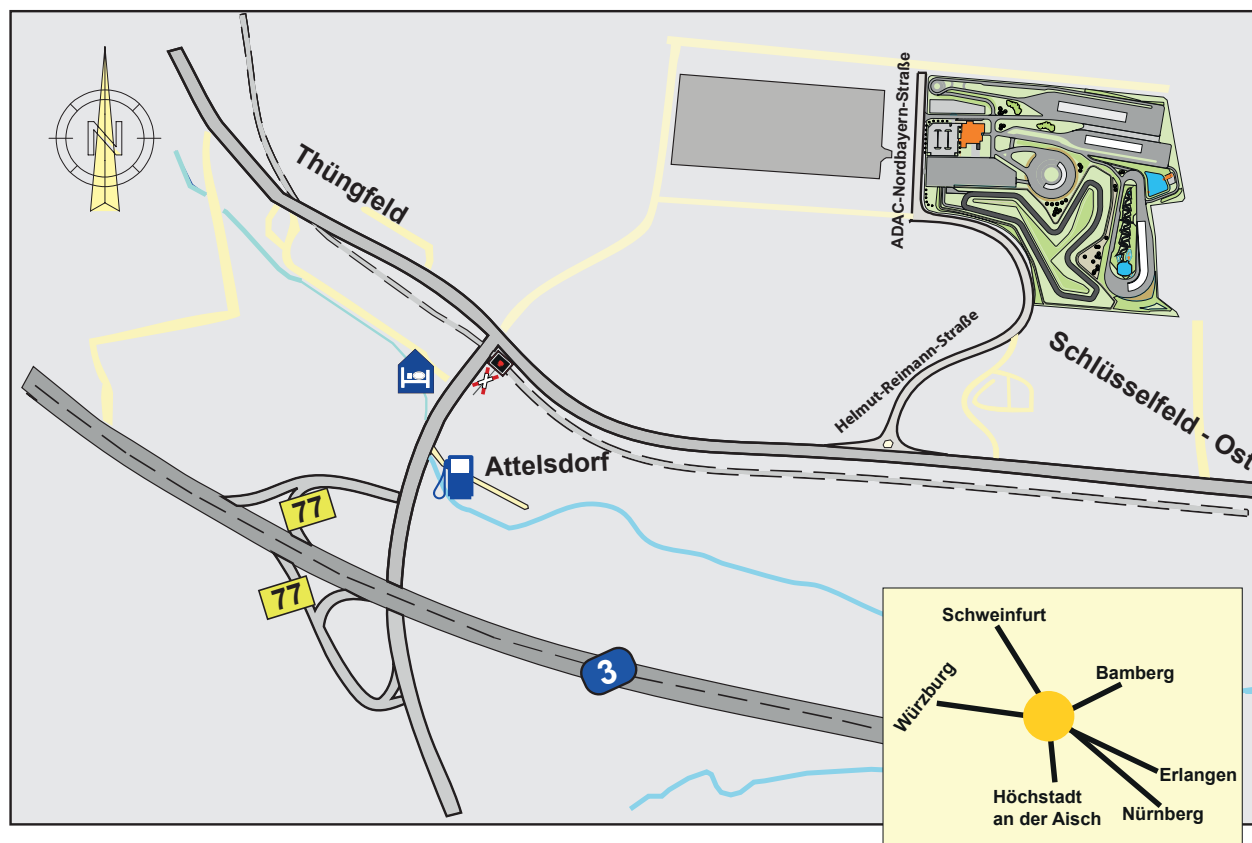 N
Thüngfeld
ADAC-Nordbayern-Straße
Helmut-Reimann-Straße
Schlüsselfeld - Ost
Attelsdorf
77
77
3
Schweinfurt
Bamberg
Würzburg
Erlangen
Höchstadt
an der Aisch
Nürnberg